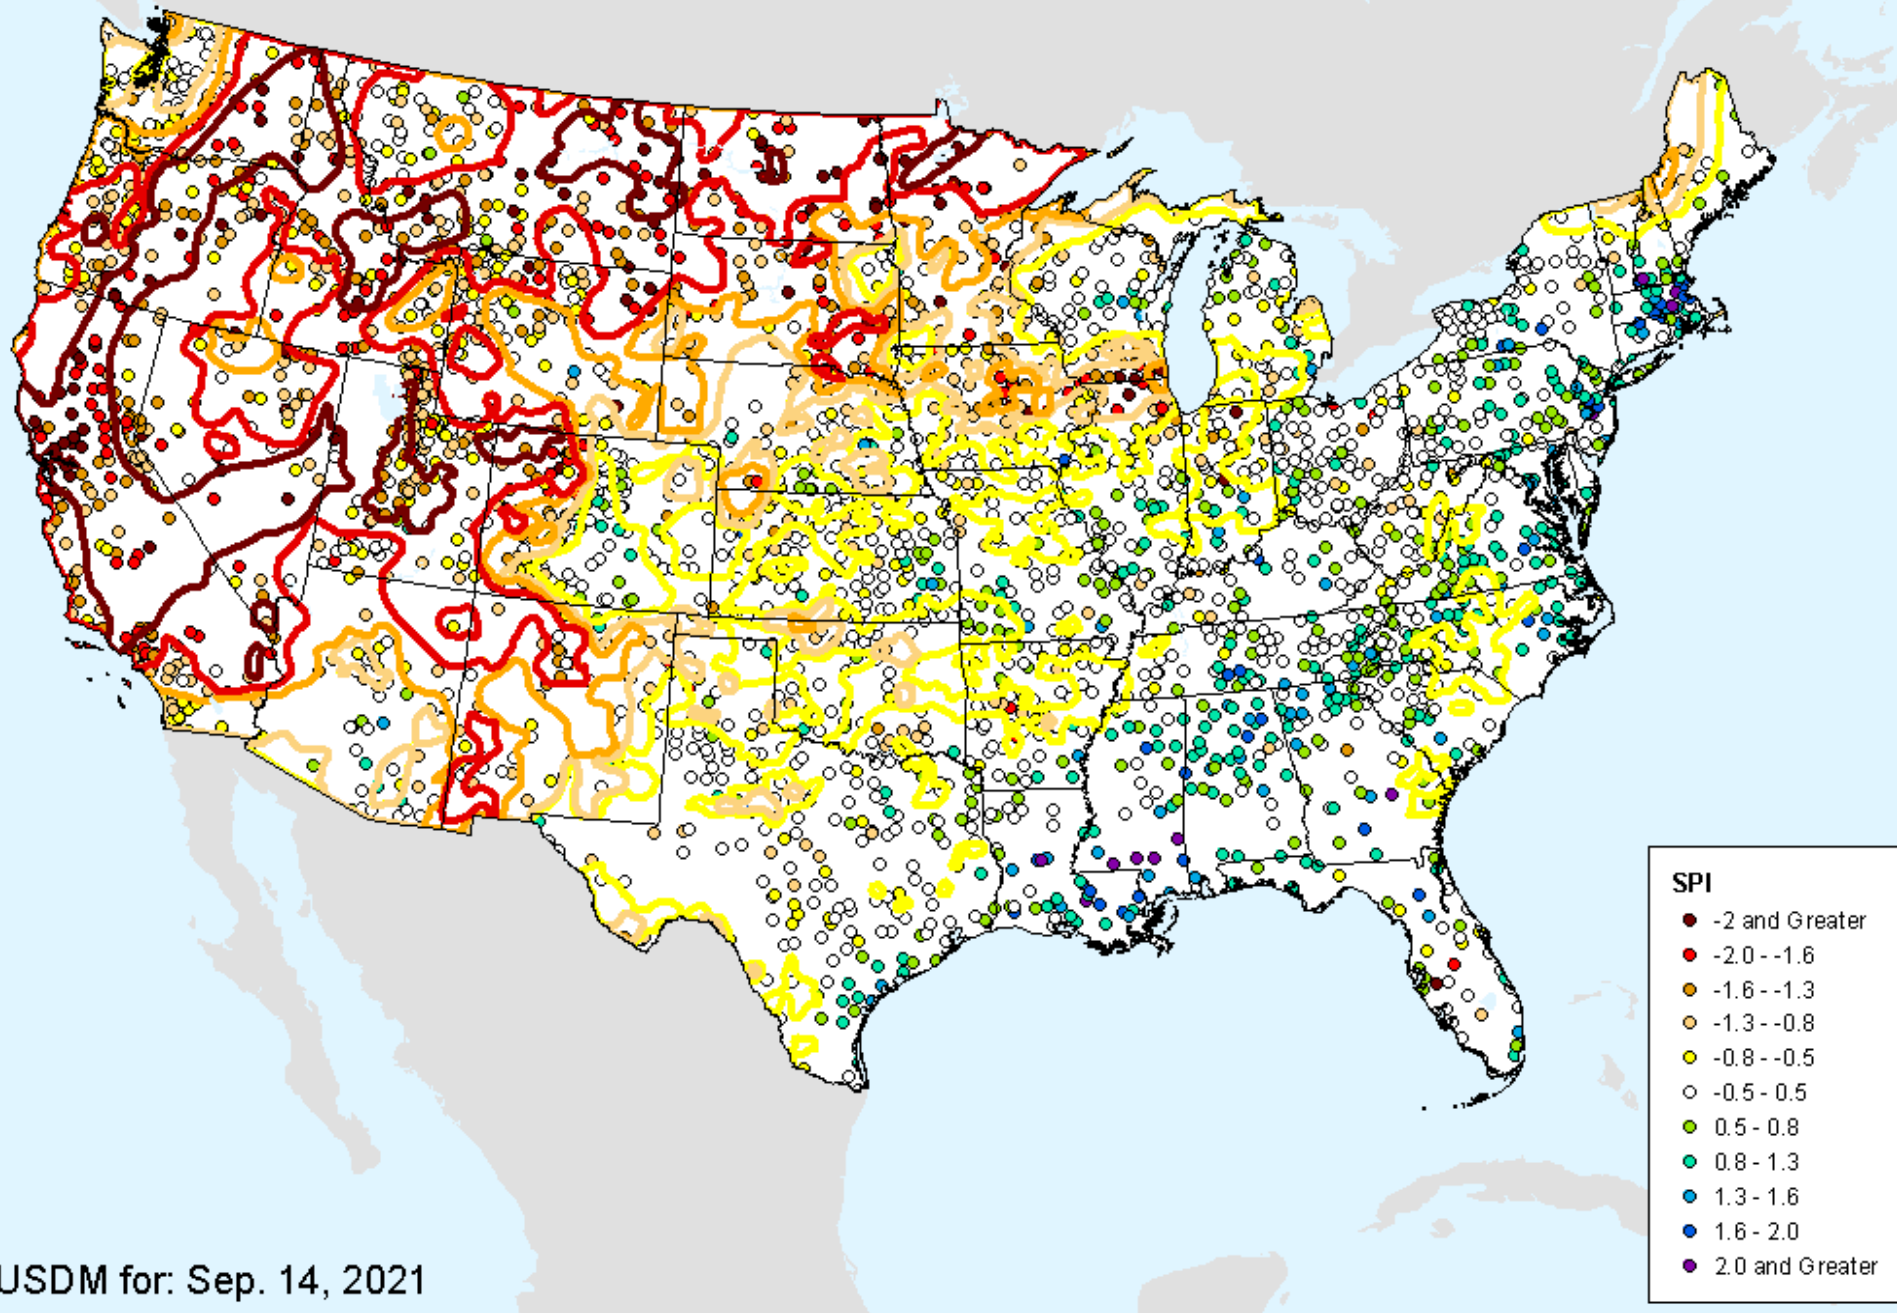 SPI
-2 and Greater
-2.0 - -1.6
-1.6 - -1.3
-1.3 - -0.8
-0.8 - -0.5
-0.5 - 0.5
0.5 - 0.8
0.8 - 1.3
1.3 - 1.6
1.6 - 2.0
2.0 and Greater
USDM for: Sep. 14, 2021